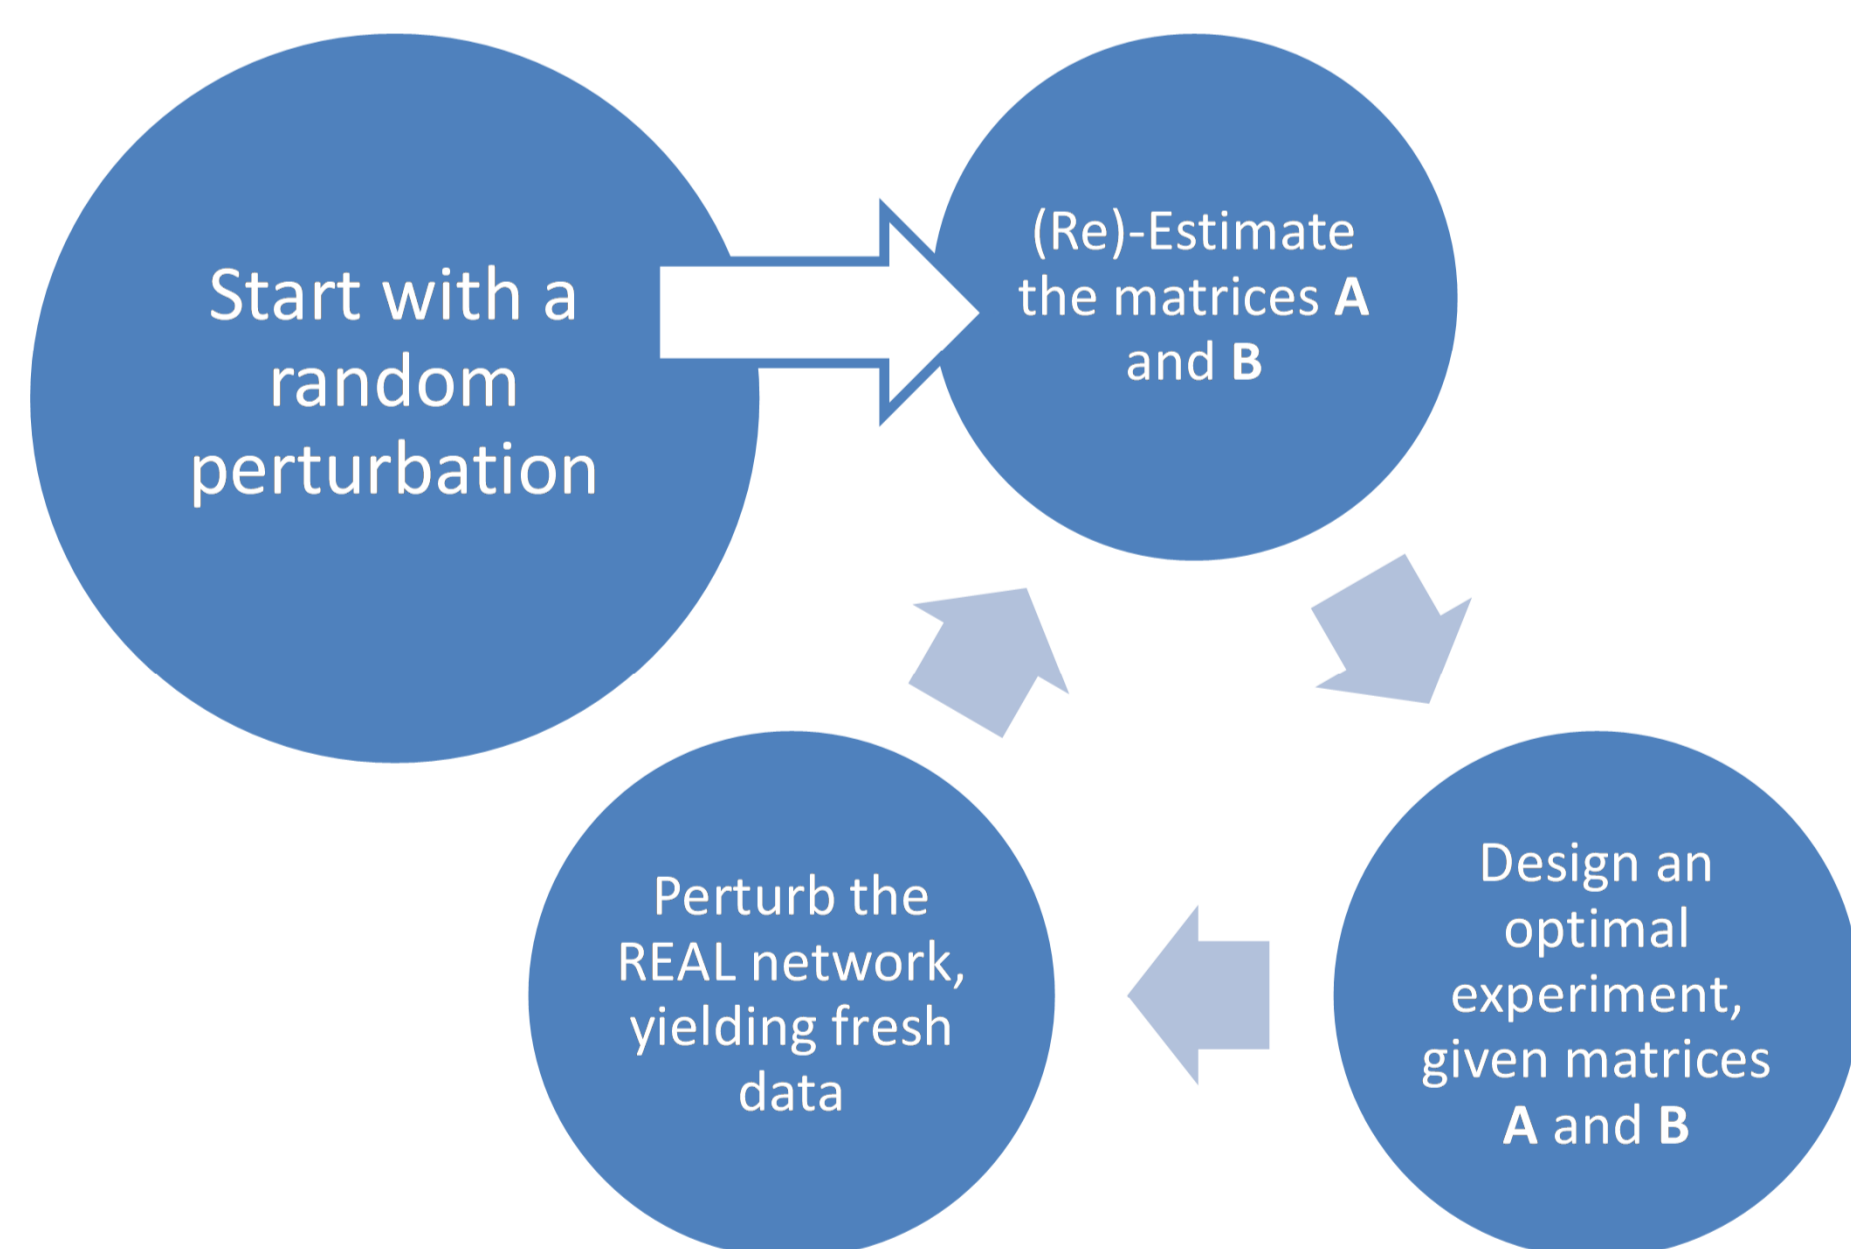 Start with a
random
perturbation
(Re)-Estimate
the matrices A
and B
Design an
optimal
experiment,
given matrices
A and B
Perturb the
REAL network,
yielding fresh
data